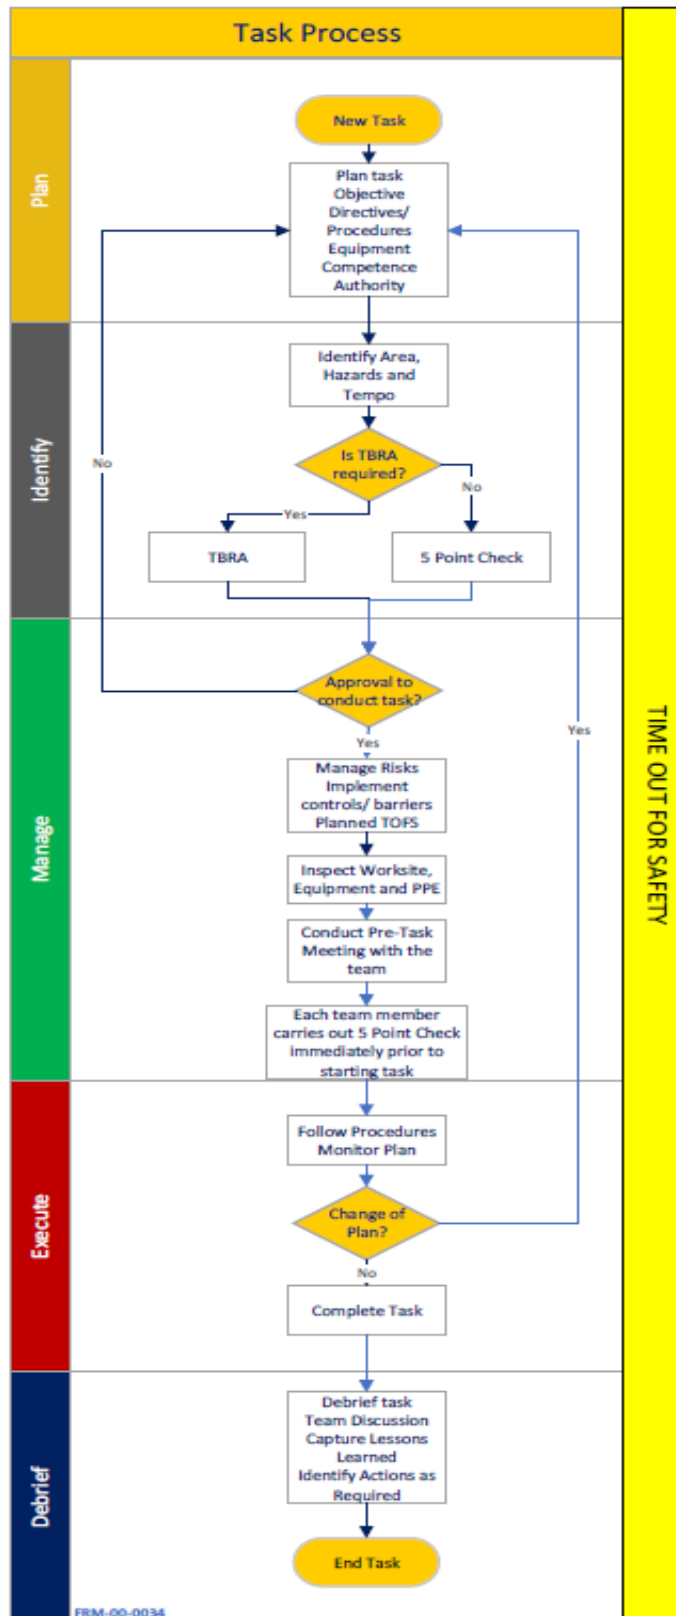 Task Process
TIME OUT FOR SAFETY
Plan
New Task
Plan task
Objective
Directives/
Procedures
Equipment
Competence
Authority
Identify
Identify Area,
Hazards and
Tempo
No
Is TBRA
required?
No
Yes
TBRA
5 Point Check
Manage
Approval to
conduct task?
Yes
Yes
Manage Risks
Implement
controls/ barriers
Planned TOFS
Inspect Worksite,
Equipment and PPE
Conduct Pre-Task
Meeting with the
team
Each team member
carries out 5 Point Check
immediately prior to
starting task
Execute
Follow Procedures
Monitor Plan
Change of
Plan?
No
Complete Task
Debrief
Debrief task
Team Discussion
Capture Lessons
Learned
Identify Actions as
Required
End Task
FRM-00-0034